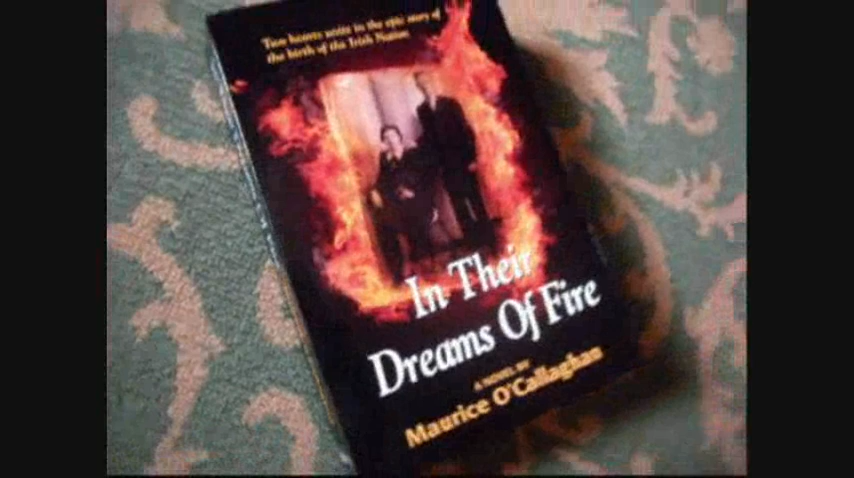 Two hearts unite in the epic story of
the birth of the Irish Nation
In Their
Dreams Of Fire
A NOVEL BY
Maurice O'Callaghan